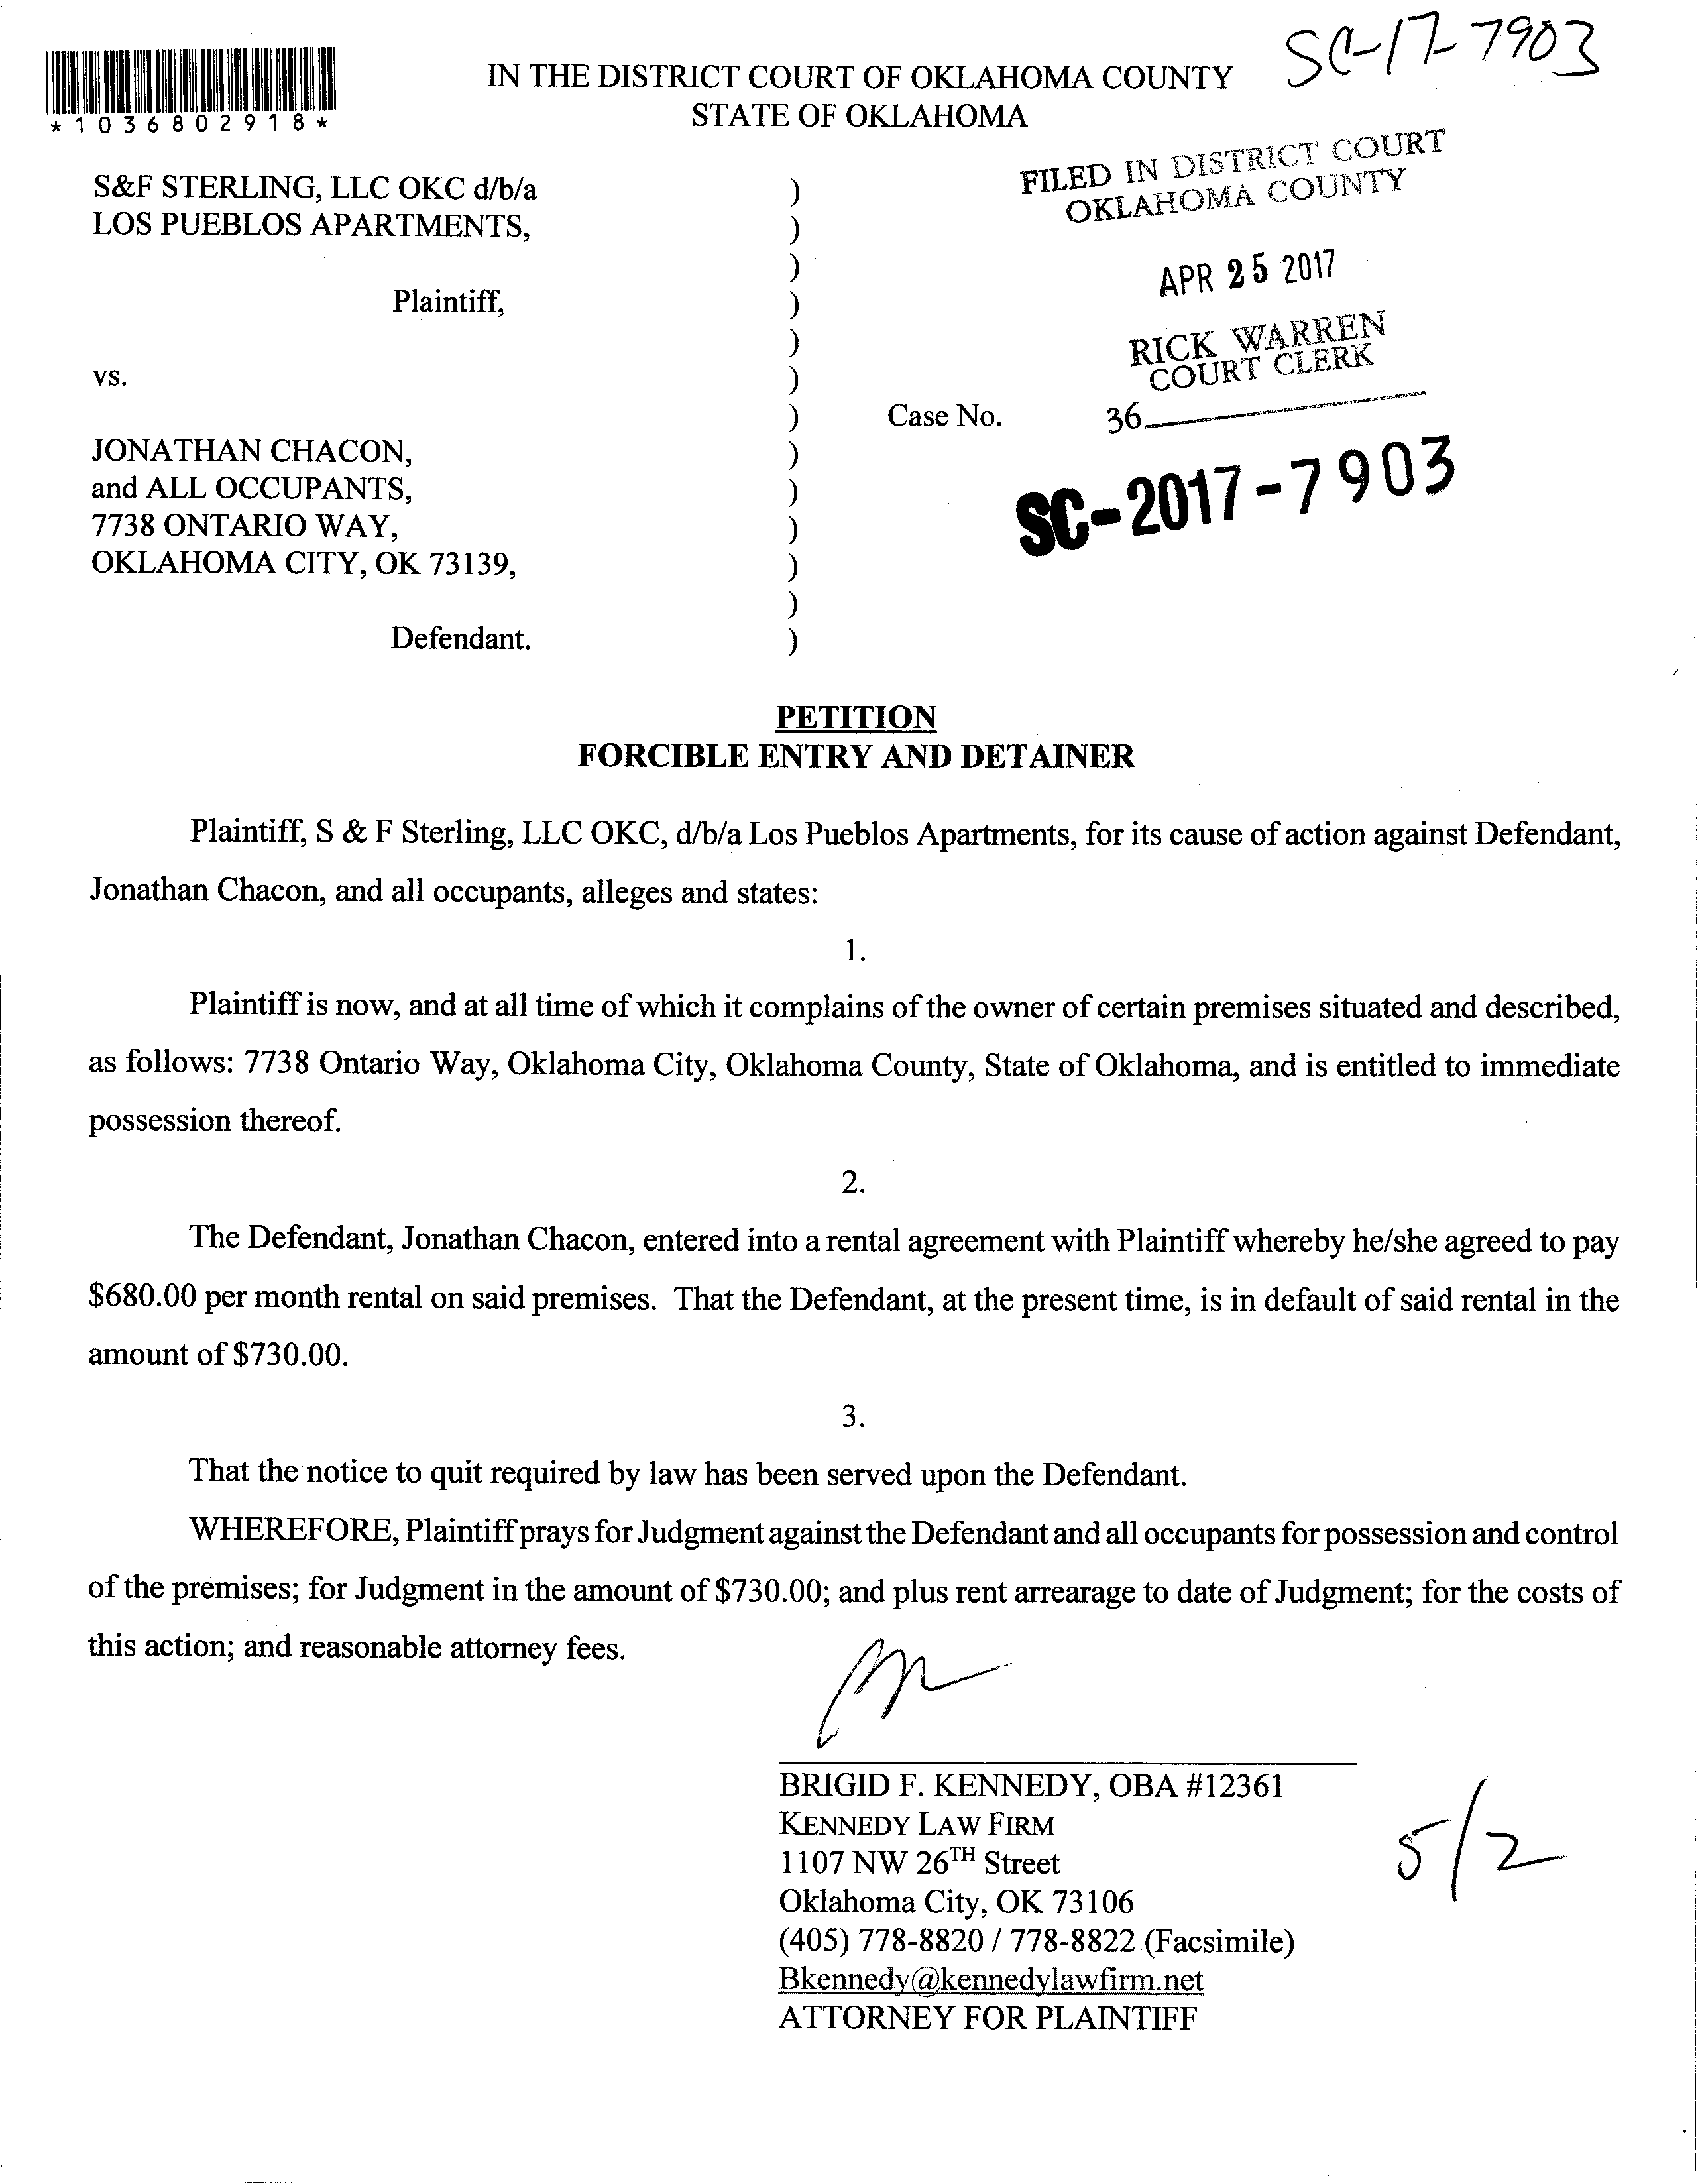 SC-17-7903
*1036802918*
IN THE DISTRICT COURT OF OKLAHOMA COUNTY
STATE OF OKLAHOMA
FILED IN DISTRICT COURT
OKLAHOMA COUNTY
APR 25 2017
RICK WARREN
COURT CLERK
36
S&F STERLING, LLC OKC d/b/a )
LOS PUEBLOS APARTMENTS, )
)
Plaintiff, )
)
vs. )
) Case No.
JONATHAN CHACON, )
and ALL OCCUPANTS, )
7738 ONTARIO WAY, )
OKLAHOMA CITY, OK 73139, )
)
Defendant. )
SC-2017-7903
PETITION
FORCIBLE ENTRY AND DETAINER
Plaintiff, S & F Sterling, LLC OKC, d/b/a Los Pueblos Apartments, for its cause of action against Defendant,
Jonathan Chacon, and all occupants, alleges and states:
1.
Plaintiff is now, and at all time of which it complains of the owner of certain premises situated and described,
as follows: 7738 Ontario Way, Oklahoma City, Oklahoma County, State of Oklahoma, and is entitled to immediate
possession thereof.
2.
The Defendant, Jonathan Chacon, entered into a rental agreement with Plaintiff whereby he/she agreed to pay
$680.00 per month rental on said premises. That the Defendant, at the present time, is in default of said rental in the
amount of $730.00.
3.
That the notice to quit required by law has been served upon the Defendant.
WHEREFORE, Plaintiff prays for Judgment against the Defendant and all occupants for possession and control
of the premises; for Judgment in the amount of $730.00; and plus rent arrearage to date of Judgment; for the costs of
this action; and reasonable attorney fees.
BRIGID F. KENNEDY, OBA #12361
KENNEDY LAW FIRM
1107 NW 26TH Street
Oklahoma City, OK 73106
(405) 778-8820 / 778-8822 (Facsimile)
Bkennedy@kennedylawfirm.net
ATTORNEY FOR PLAINTIFF
5/2